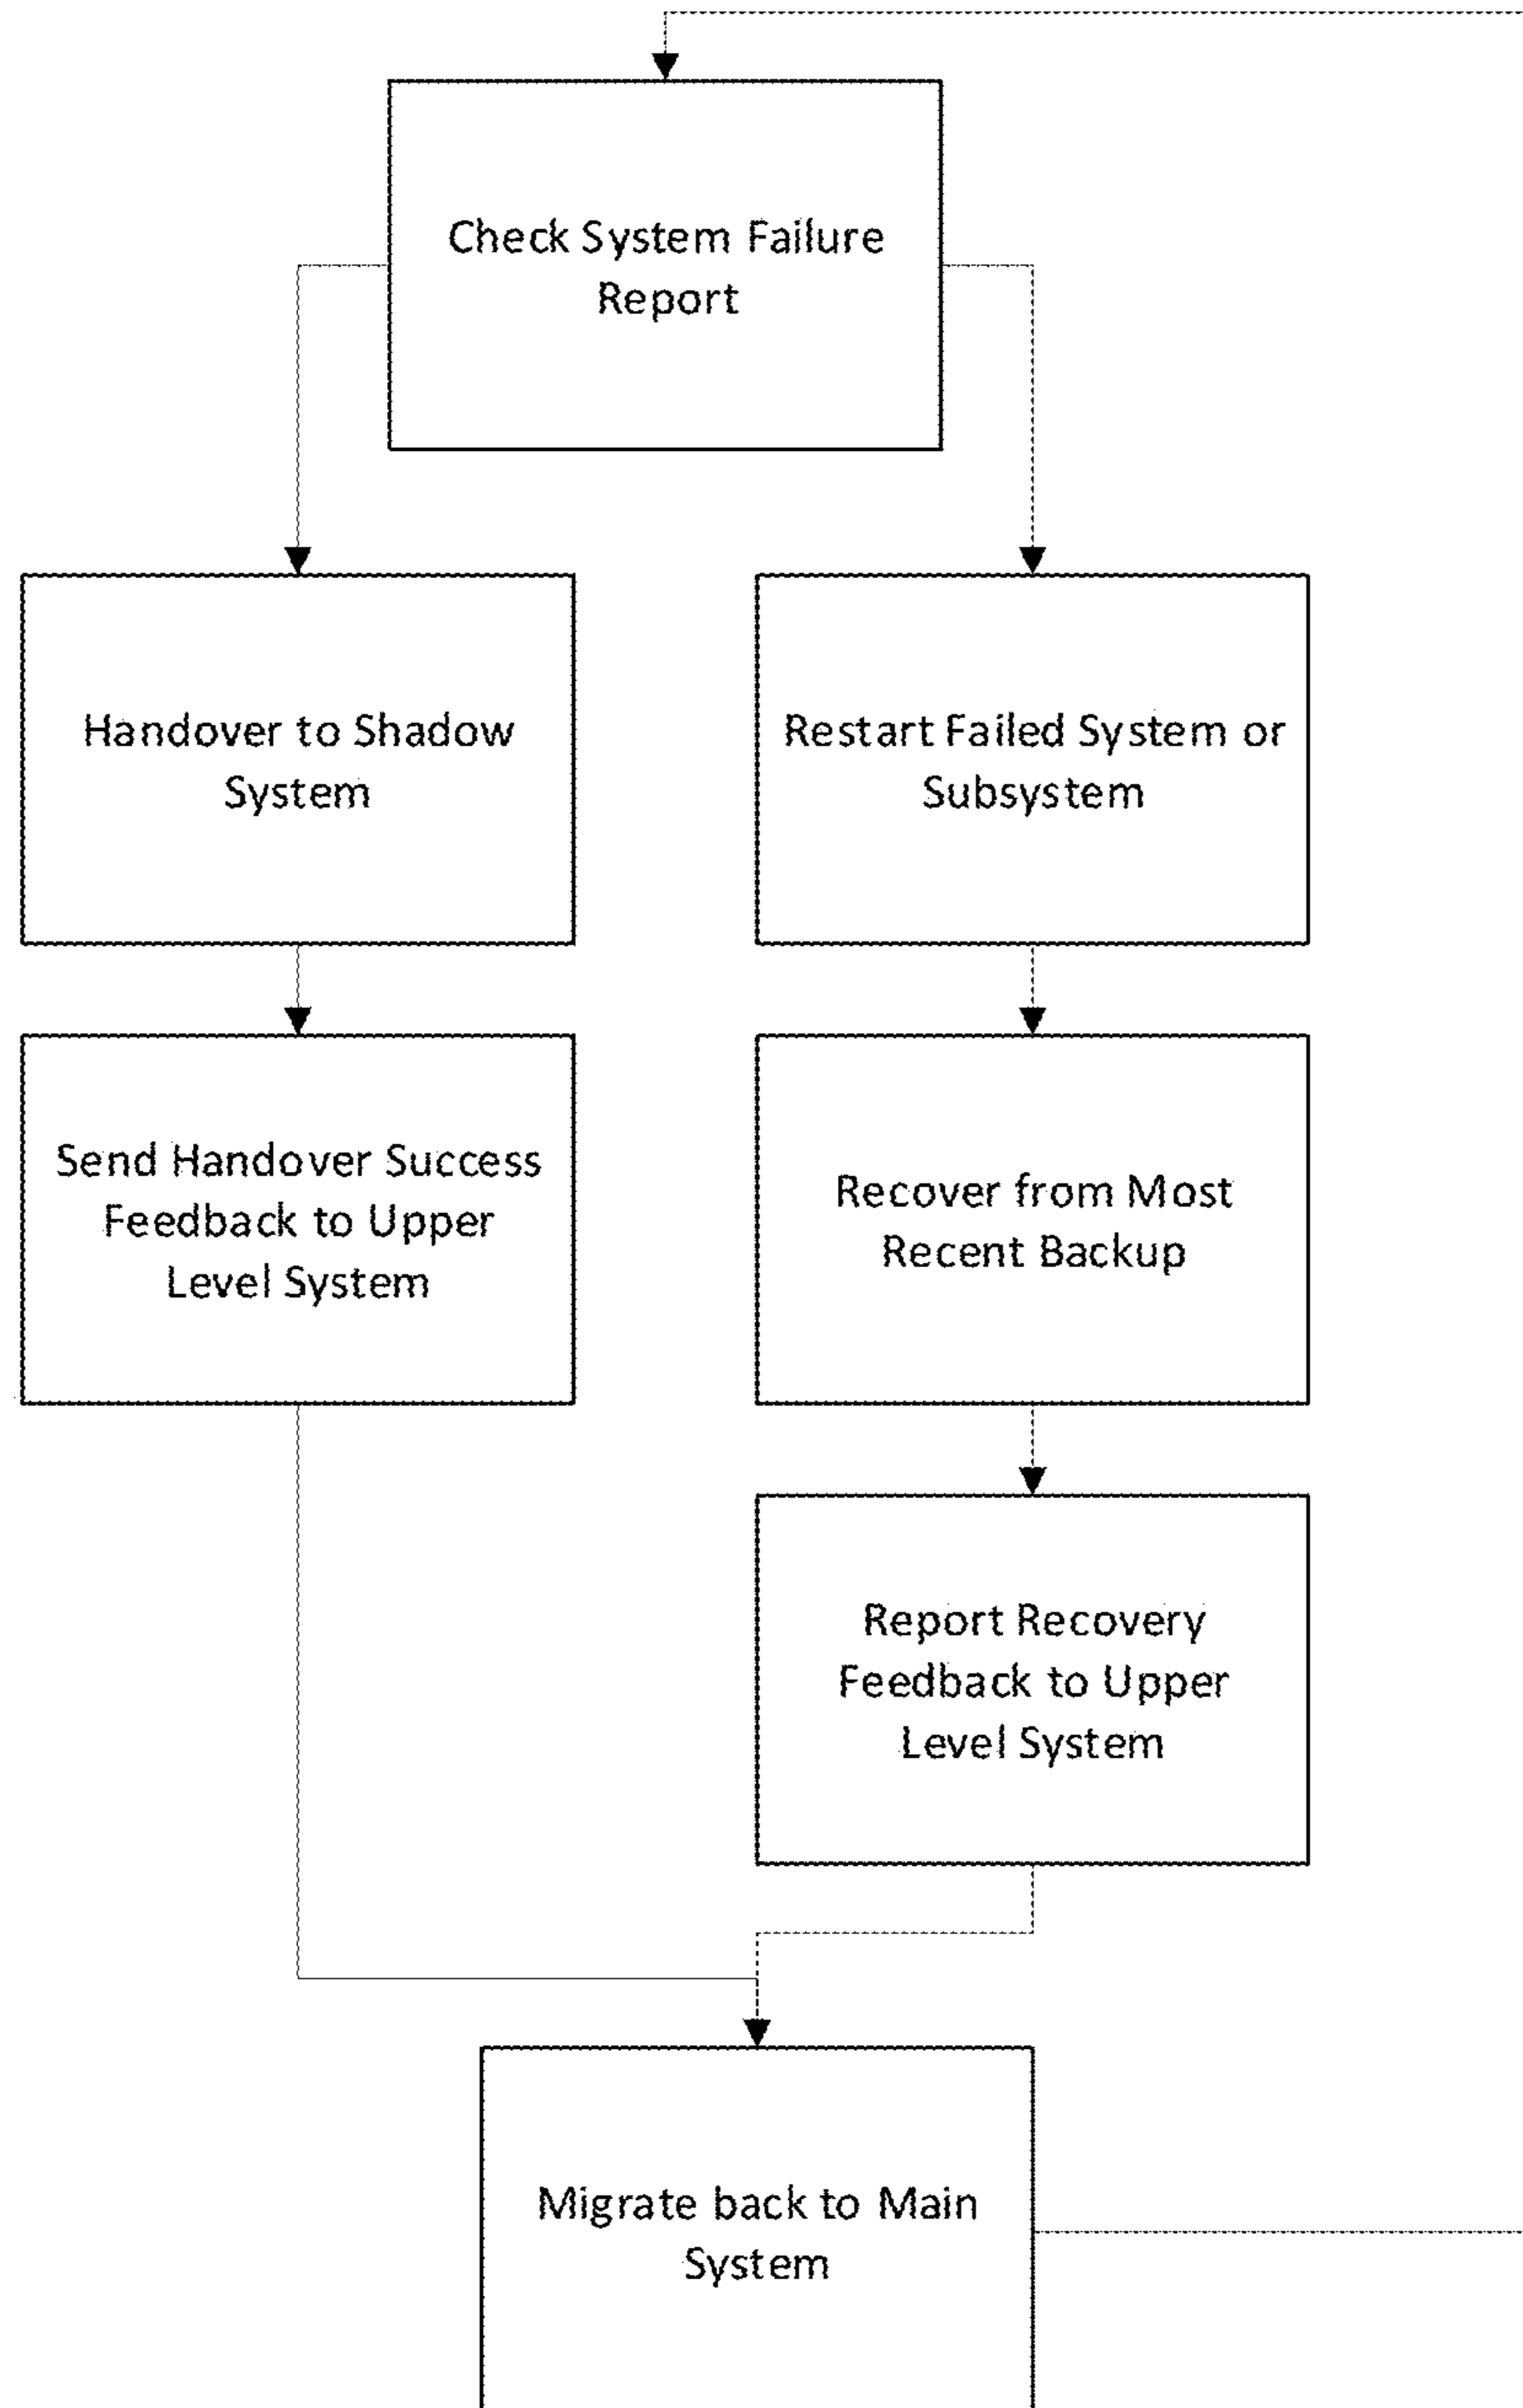 Check System Failure
Report
Handover to Shadow
System
Restart Failed System or
Subsystem
Send Handover Success
Feedback to Upper
Level System
Recover from Most
Recent Backup
Report Recovery
Feedback to Upper
Level System
Migrate back to Main
System